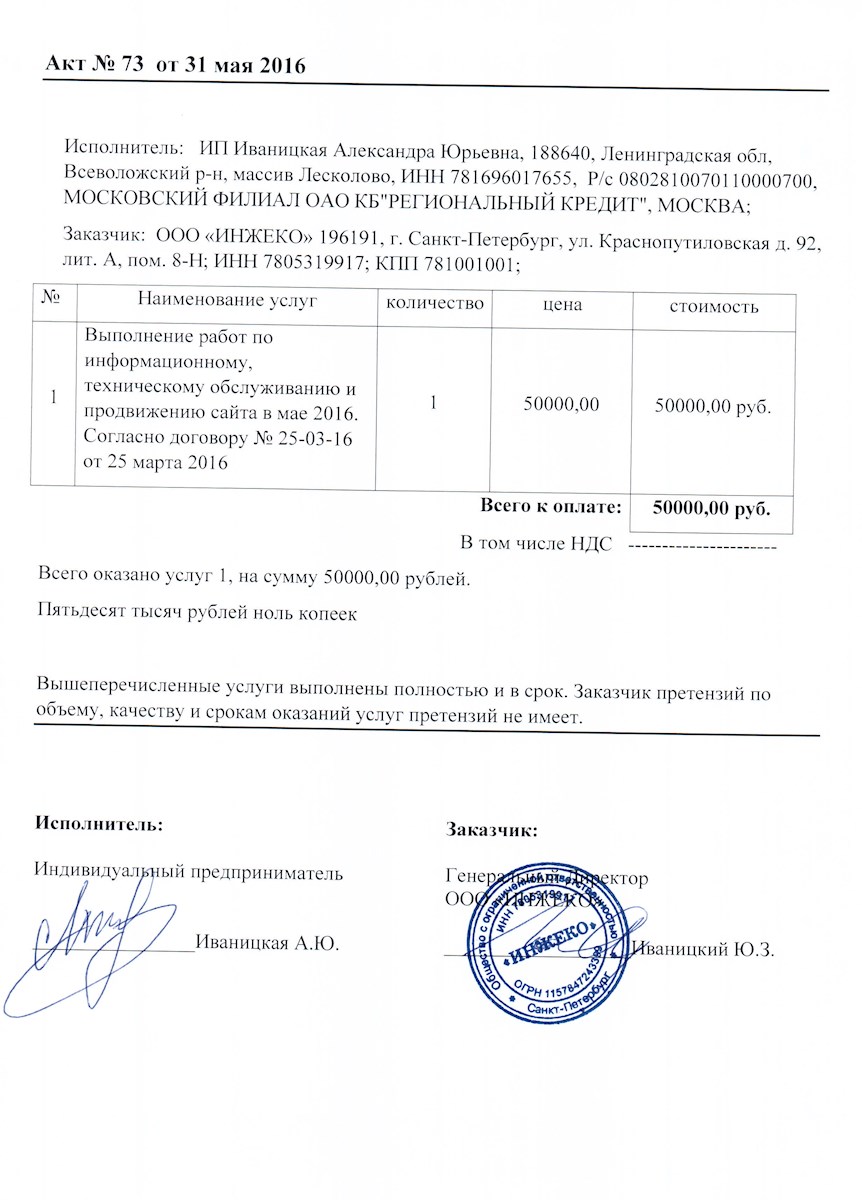 Акт № 73 от 31 мая 2016
Исполнитель: ИП Иваницкая Александра Юрьевна, 188640, Ленинградская обл,
Всеволожский р-н, массив Лесколово, ИНН 781696017655, Р/с 0802810070110000700,
МОСКОВСКИЙ ФИЛИАЛ ОАО КБ"РЕГИОНАЛЬНЫЙ КРЕДИТ", МОСКВА;
Заказчик: ООО «ИНЖЕКО» 196191, г. Санкт-Петербург, ул. Краснопутиловская д. 92,
лит. А, пом. 8-Н; ИНН 7805319917; КПП 781001001;
№ Наименование услуг количество цена стоимость
Выполнение работ по
информационному,
техническому обслуживанию и
1 продвижению сайта в мае 2016. 1 50000,00 50000,00 руб.
Согласно договору № 25-03-16
от 25 марта 2016
Всего к оплате: 50000,00 руб.
В том числе НДС ----------------------
Всего оказано услуг 1, на сумму 50000,00 рублей.
Пятьдесят тысяч рублей ноль копеек
Вышеперечисленные услуги выполнены полностью и в срок. Заказчик претензий по
объему, качеству и срокам оказаний услуг претензий не имеет.
Исполнитель:
Индивидуальный предприниматель
Иваницкая А.Ю.
Заказчик:
Генеральный Директор
ООО «ИНЖЕКО»
Иваницкий Ю.З.
Общество с ограниченной ответственностью
ИНН 7805319917
«ИНЖЕКО»
ОГРН 1157847243389
Санкт-Петербург